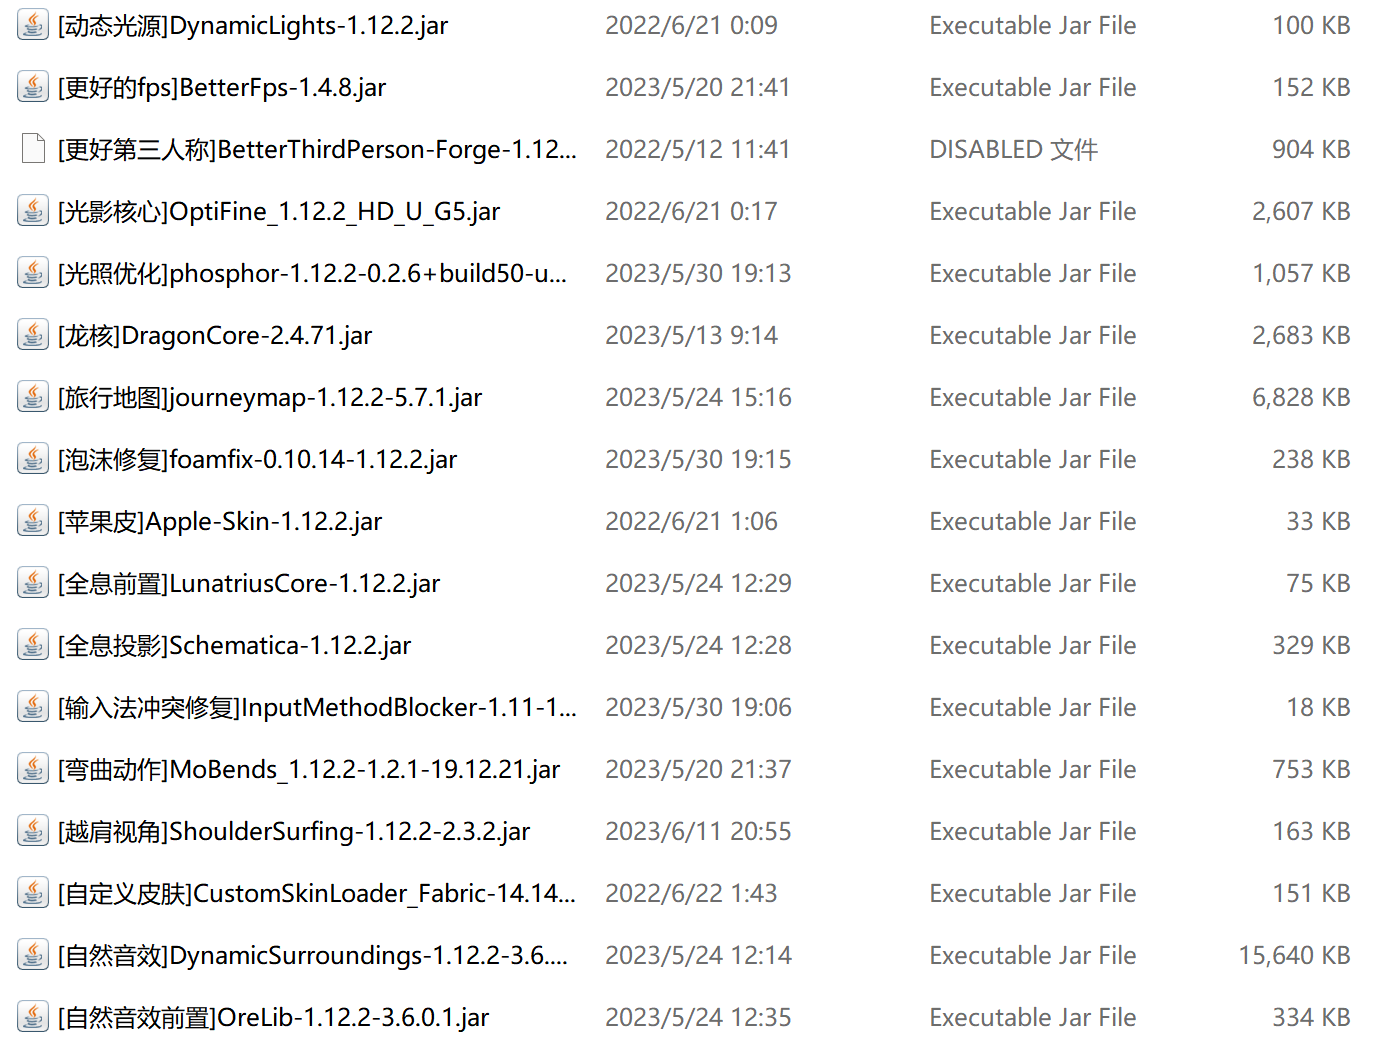 [动态光源]DynamicLights-1.12.2.jar 2022/6/21 0:09 Executable Jar File 100 KB
[更好的fps]BetterFps-1.4.8.jar 2023/5/20 21:41 Executable Jar File 152 KB
[更好第三人称]BetterThirdPerson-Forge-1.12... 2022/5/12 11:41 DISABLED 文件 904 KB
[光影核心]OptiFine_1.12.2_HD_U_G5.jar 2022/6/21 0:17 Executable Jar File 2,607 KB
[光照优化]phosphor-1.12.2-0.2.6+build50-u... 2023/5/30 19:13 Executable Jar File 1,057 KB
[龙核]DragonCore-2.4.71.jar 2023/5/13 9:14 Executable Jar File 2,683 KB
[旅行地图]journeymap-1.12.2-5.7.1.jar 2023/5/24 15:16 Executable Jar File 6,828 KB
[泡沫修复]foamfix-0.10.14-1.12.2.jar 2023/5/30 19:15 Executable Jar File 238 KB
[苹果皮]Apple-Skin-1.12.2.jar 2022/6/21 1:06 Executable Jar File 33 KB
[全息前置]LunatriusCore-1.12.2.jar 2023/5/24 12:29 Executable Jar File 75 KB
[全息投影]Schematica-1.12.2.jar 2023/5/24 12:28 Executable Jar File 329 KB
[输入法冲突修复]InputMethodBlocker-1.11-1... 2023/5/30 19:06 Executable Jar File 18 KB
[弯曲动作]MoBends_1.12.2-1.2.1-19.12.21.jar 2023/5/20 21:37 Executable Jar File 753 KB
[越肩视角]ShoulderSurfing-1.12.2-2.3.2.jar 2023/6/11 20:55 Executable Jar File 163 KB
[自定义皮肤]CustomSkinLoader_Fabric-14.14... 2022/6/22 1:43 Executable Jar File 151 KB
[自然音效]DynamicSurroundings-1.12.2-3.6.... 2023/5/24 12:14 Executable Jar File 15,640 KB
[自然音效前置]OreLib-1.12.2-3.6.0.1.jar 2023/5/24 12:35 Executable Jar File 334 KB